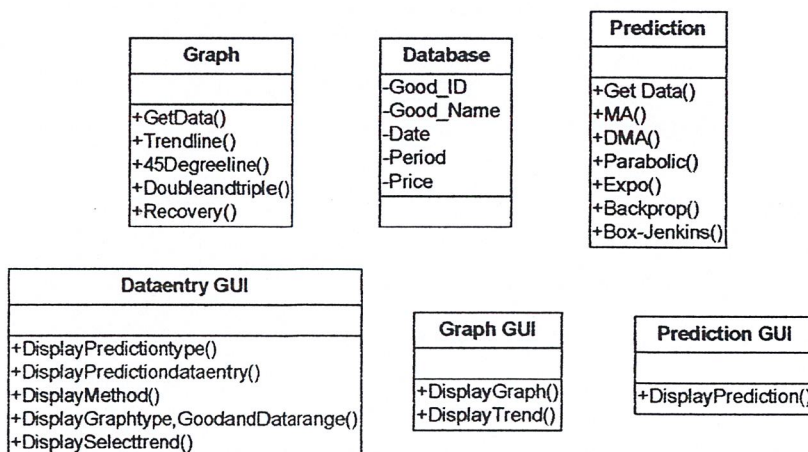 Graph
+GetData()
+Trendline()
+45Degreeline()
+Doubleandtriple()
+Recovery()
Database
-Good_ID
-Good_Name
-Date
-Period
-Price
Prediction
+Get Data()
+MA()
+DMA()
+Parabolic()
+Expo()
+Backprop()
+Box-Jenkins()
Dataentry GUI
+DisplayPredictiontype()
+DisplayPredictiondataentry()
+DisplayMethod()
+DisplayGraphtype,GoodandDatarange()
+DisplaySelecttrend()
Graph GUI
+DisplayGraph()
+DisplayTrend()
Prediction GUI
+DisplayPrediction()